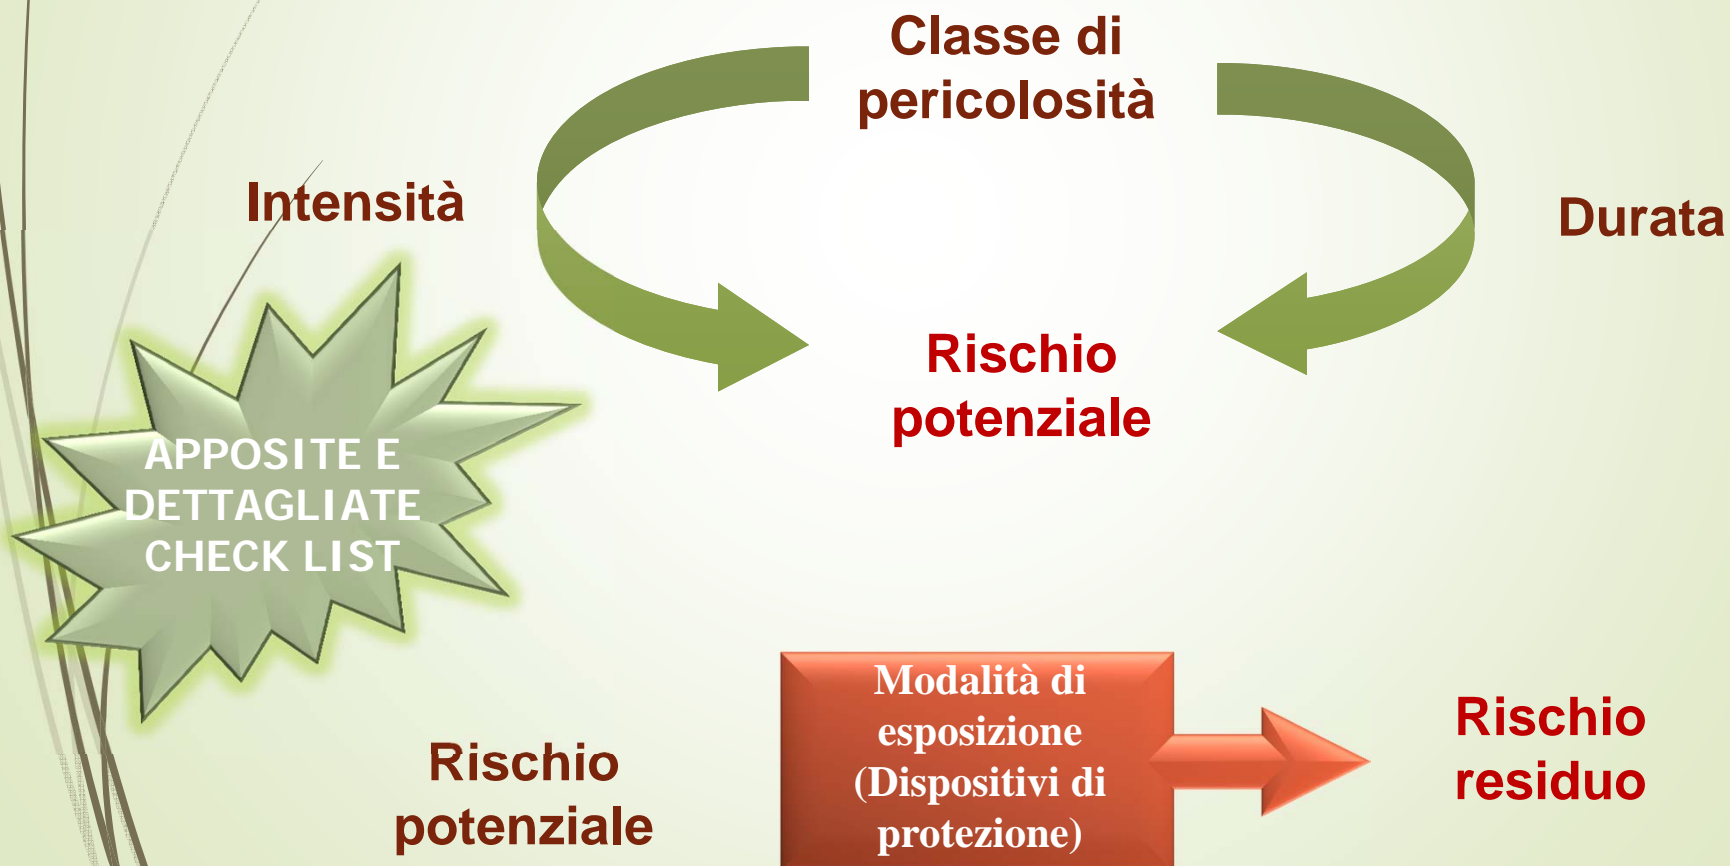 Classe di
pericolosità
Intensità
Durata
Rischio
potenziale
APPOSITE E
DETTAGLIATE
CHECK LIST
Rischio
potenziale
Modalità di
esposizione
(Dispositivi di
protezione)
Rischio
residuo